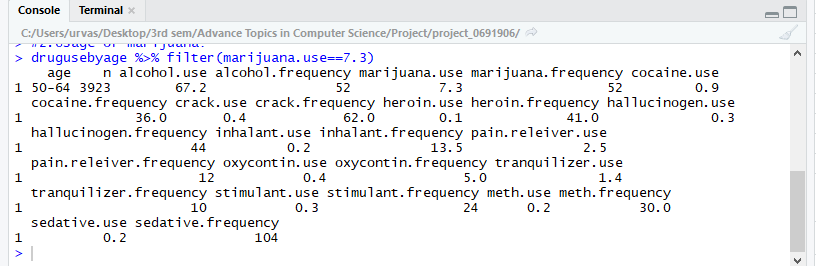 Console Terminal ×
C:/Users/urvas/Desktop/3rd sem/Advance Topics in Computer Science/Project/project_0691906/
#2.Usage of marijuana?
> drugusebyage %>% filter(marijuana.use==7.3)
age n alcohol.use alcohol.frequency marijuana.use marijuana.frequency cocaine.use
1 50-64 3923 67.2 52 7.3 52 0.9
cocaine.frequency crack.use crack.frequency heroin.use heroin.frequency hallucinogen.use
1 36.0 0.4 62.0 0.1 41.0 0.3
hallucinogen.frequency inhalant.use inhalant.frequency pain.releiver.use
1 44 0.2 13.5 2.5
pain.releiver.frequency oxycontin.use oxycontin.frequency tranquilizer.use
1 12 0.4 5.0 1.4
tranquilizer.frequency stimulant.use stimulant.frequency meth.use meth.frequency
1 10 0.3 24 0.2 30.0
sedative.use sedative.frequency
1 0.2 104
>